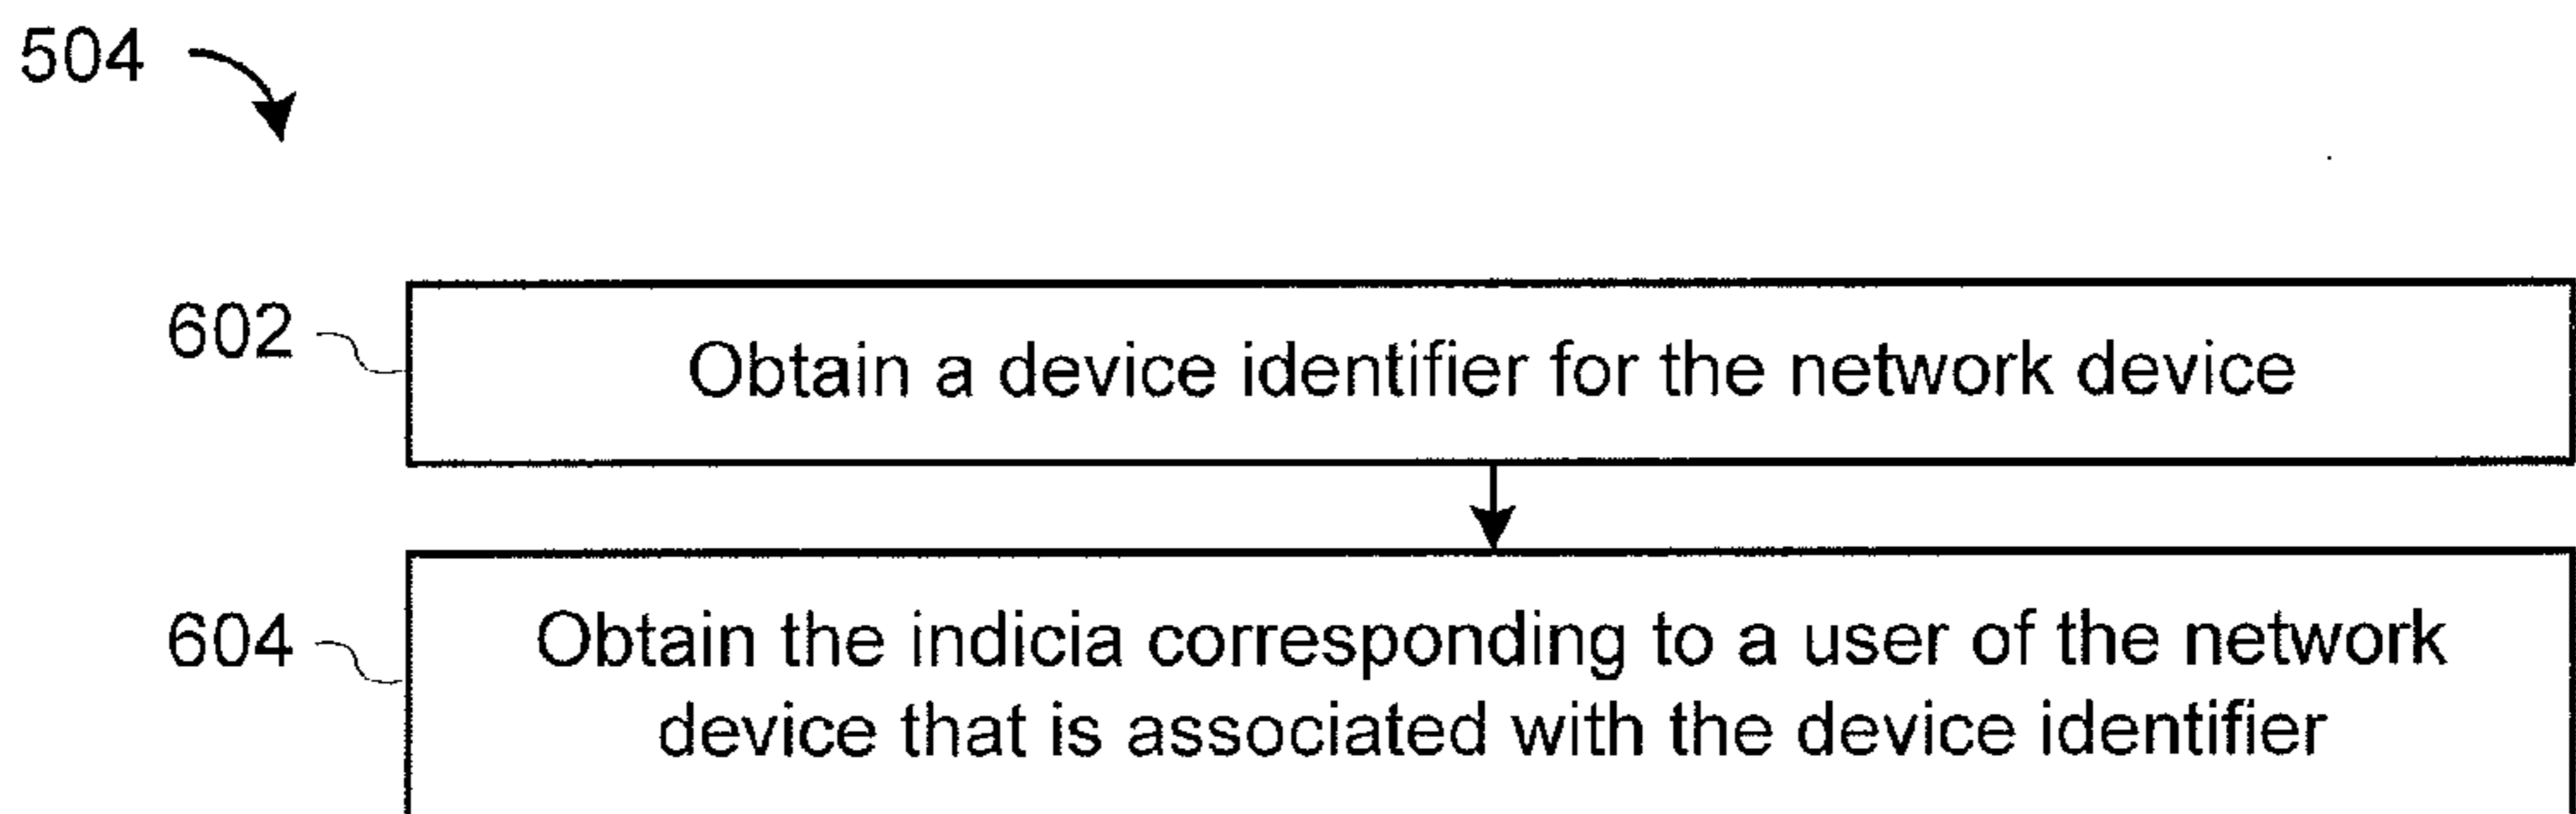 504
602
Obtain a device identifier for the network device
604
Obtain the indicia corresponding to a user of the network
device that is associated with the device identifier